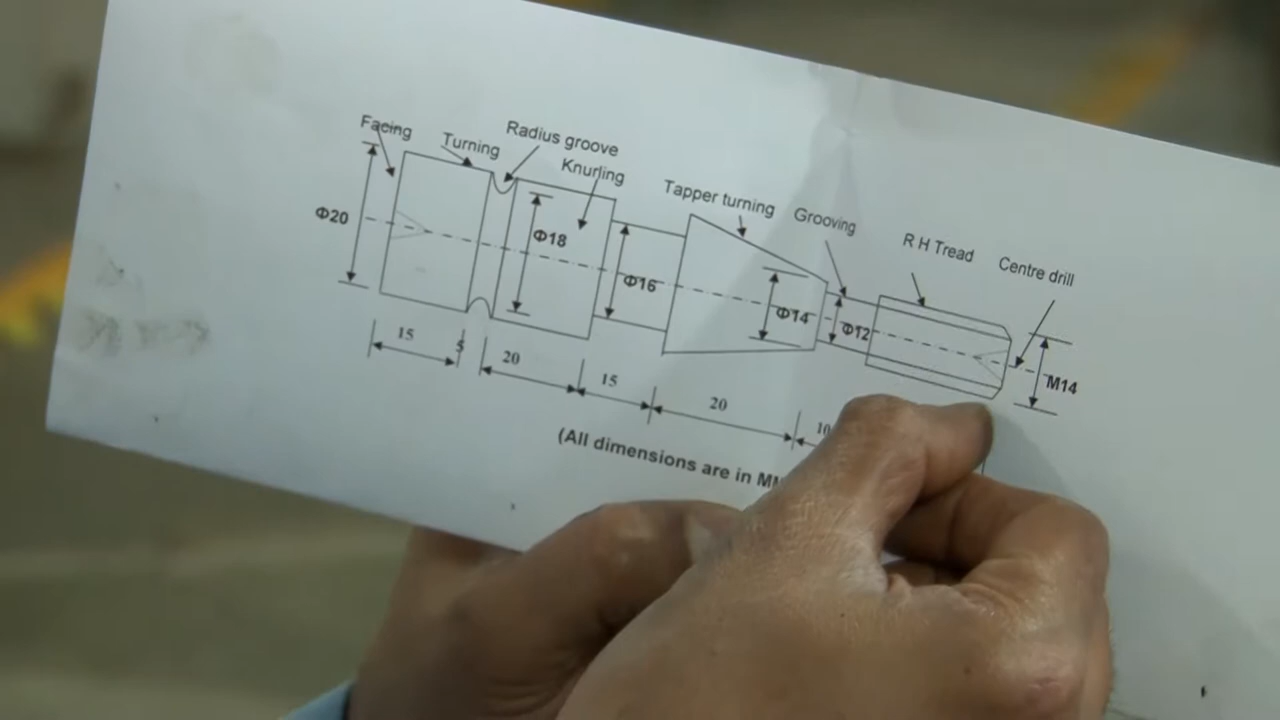 Facing
Turning
Radius groove
Knurling
Tapper turning
Grooving
R H Tread
Centre drill
Φ20
Φ18
Φ16
Φ14
Φ12
M14
15
5
20
15
20
10
(All dimensions are in